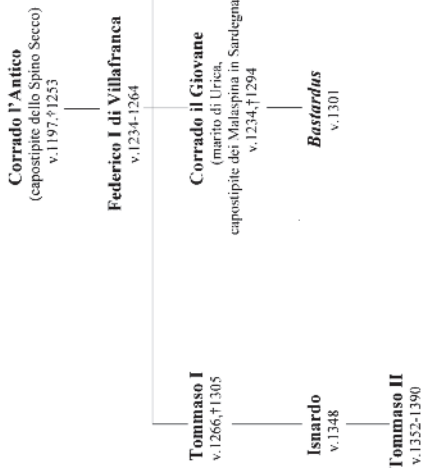 Corrado l'Antico
(capostipite dello Spino Secco)
v.1197,†1253
Federico I di Villafranca
v.1234-1264
Tommaso I
v.1266,†1305
Corrado il Giovane
(marito di Urica,
capostipite dei Malaspina in Sardegna
v.1234,†1294
Isnardo
v.1348
Bastardus
v.1301
Tommaso II
v.1352-1390